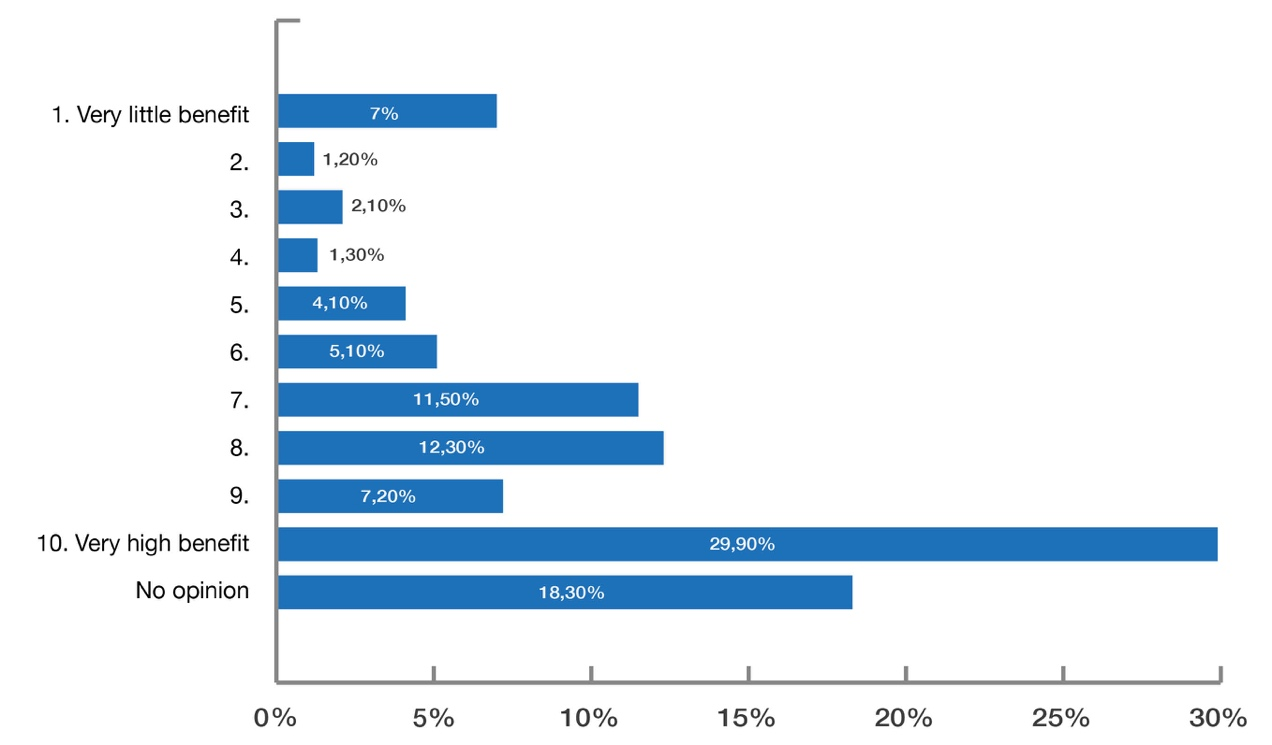 1. Very little benefit 7%
2. 1,20%
3. 2,10%
4. 1,30%
5. 4,10%
6. 5,10%
7. 11,50%
8. 12,30%
9. 7,20%
10. Very high benefit 29,90%
No opinion 18,30%
0% 5% 10% 15% 20% 25% 30%